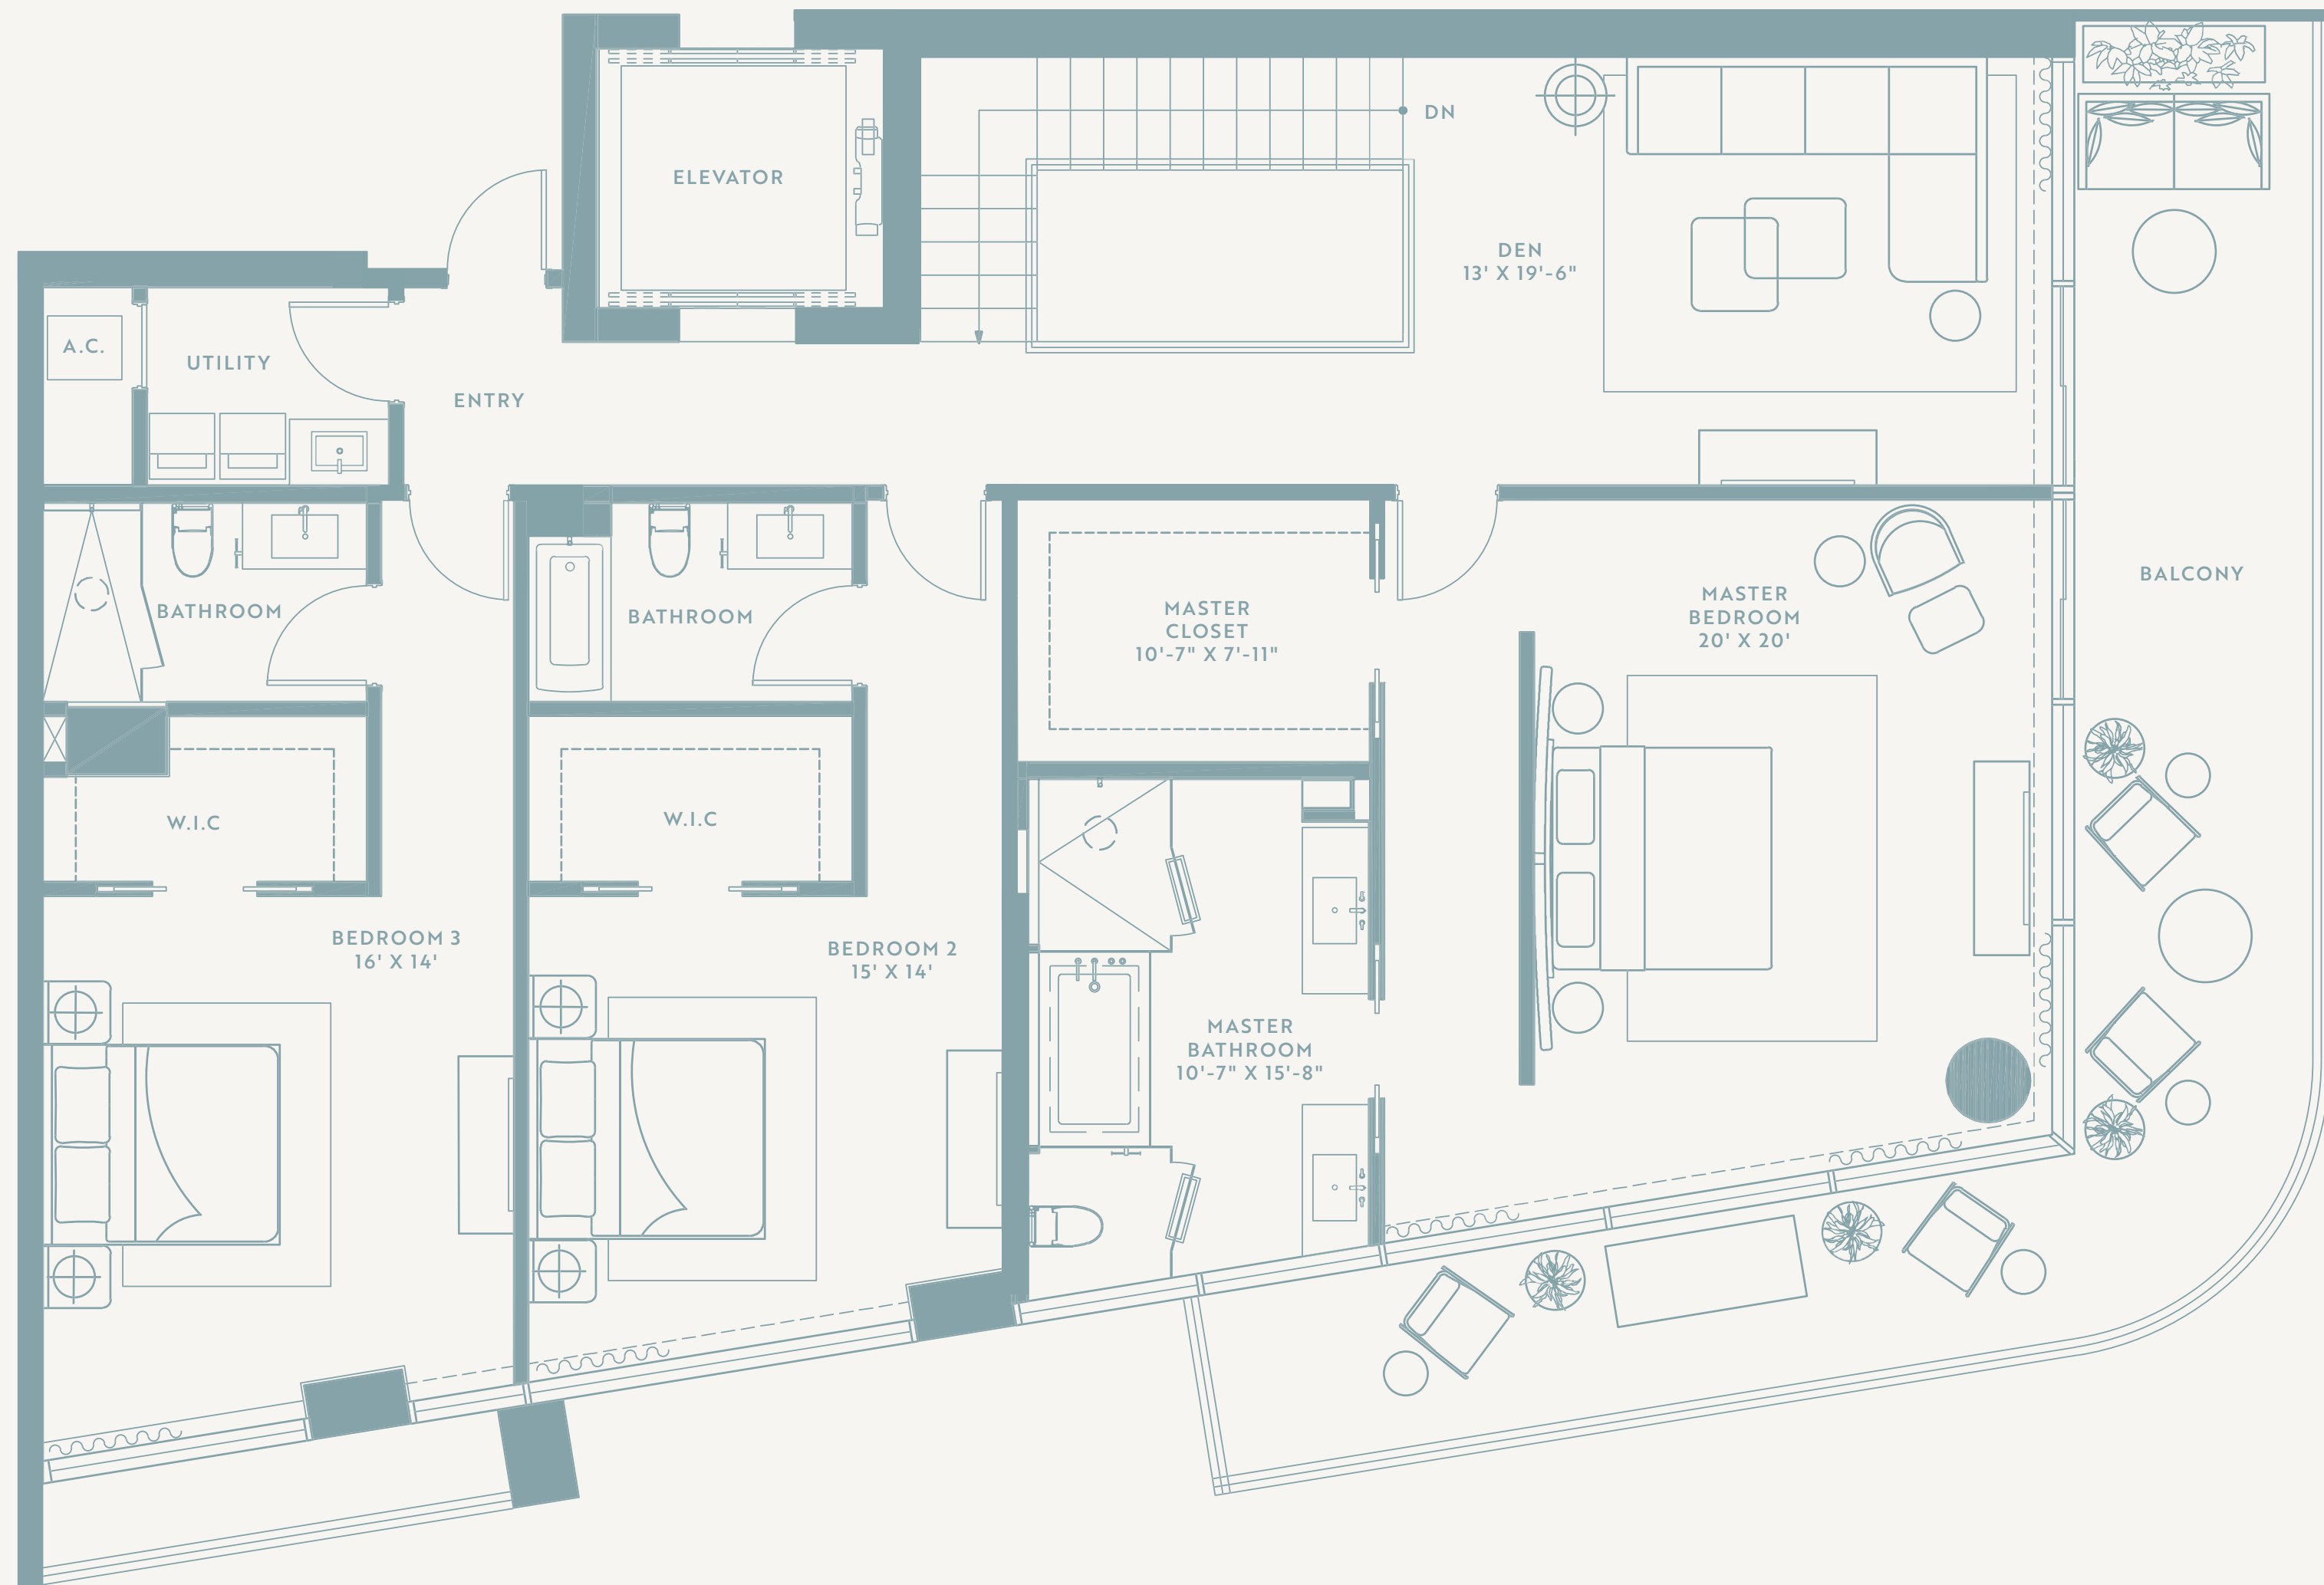 ELEVATOR
DN
DEN
13' X 19'-6"
A.C.
UTILITY
ENTRY
BALCONY
BATHROOM
BATHROOM
MASTER
CLOSET
10'-7" X 7'-11"
MASTER
BEDROOM
20' X 20'
W.I.C
W.I.C
BEDROOM 3
16' X 14'
BEDROOM 2
15' X 14'
MASTER
BATHROOM
10'-7" X 15'-8"